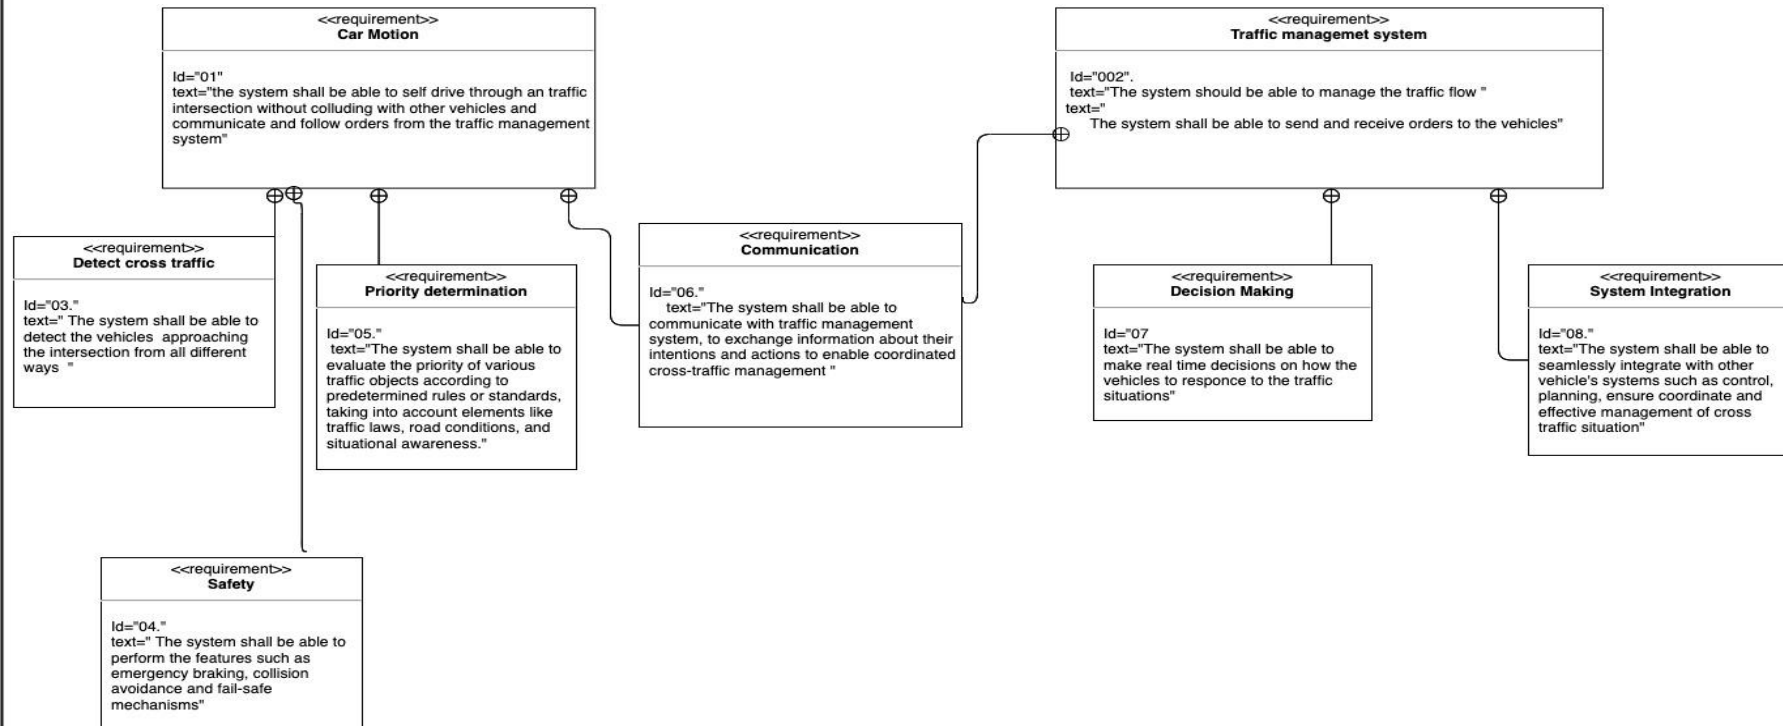 <<requirement>>
Car Motion
Id="01"
text="the system shall be able to self drive through an traffic
intersection without colluding with other vehicles and
communicate and follow orders from the traffic management
system"
<<requirement>>
Traffic managemet system
Id="002".
text="The system should be able to manage the traffic flow "
text="
The system shall be able to send and receive orders to the vehicles"
<<requirement>>
Detect cross traffic
Id="03."
text=" The system shall be able to
detect the vehicles  approaching
the intersection from all different
ways  "
<<requirement>>
Priority determination
Id="05."
text="The system shall be able to
evaluate the priority of various
traffic objects according to
predetermined rules or standards,
taking into account elements like
traffic laws, road conditions, and
situational awareness."
<<requirement>>
Communication
Id="06."
text="The system shall be able to
communicate with traffic management
system, to exchange information about their
intentions and actions to enable coordinated
cross-traffic management "
<<requirement>>
Decision Making
Id="07
text="The system shall be able to
make real time decisions on how the
vehicles to responce to the traffic
situations"
<<requirement>>
System Integration
Id="08."
text="The system shall be able to
seamlessly integrate with other
vehicle's systems such as control,
planning, ensure coordinate and
effective management of cross
traffic situation"
<<requirement>>
Safety
Id="04."
text=" The system shall be able to
perform the features such as
emergency braking, collision
avoidance and fail-safe
mechanisms"